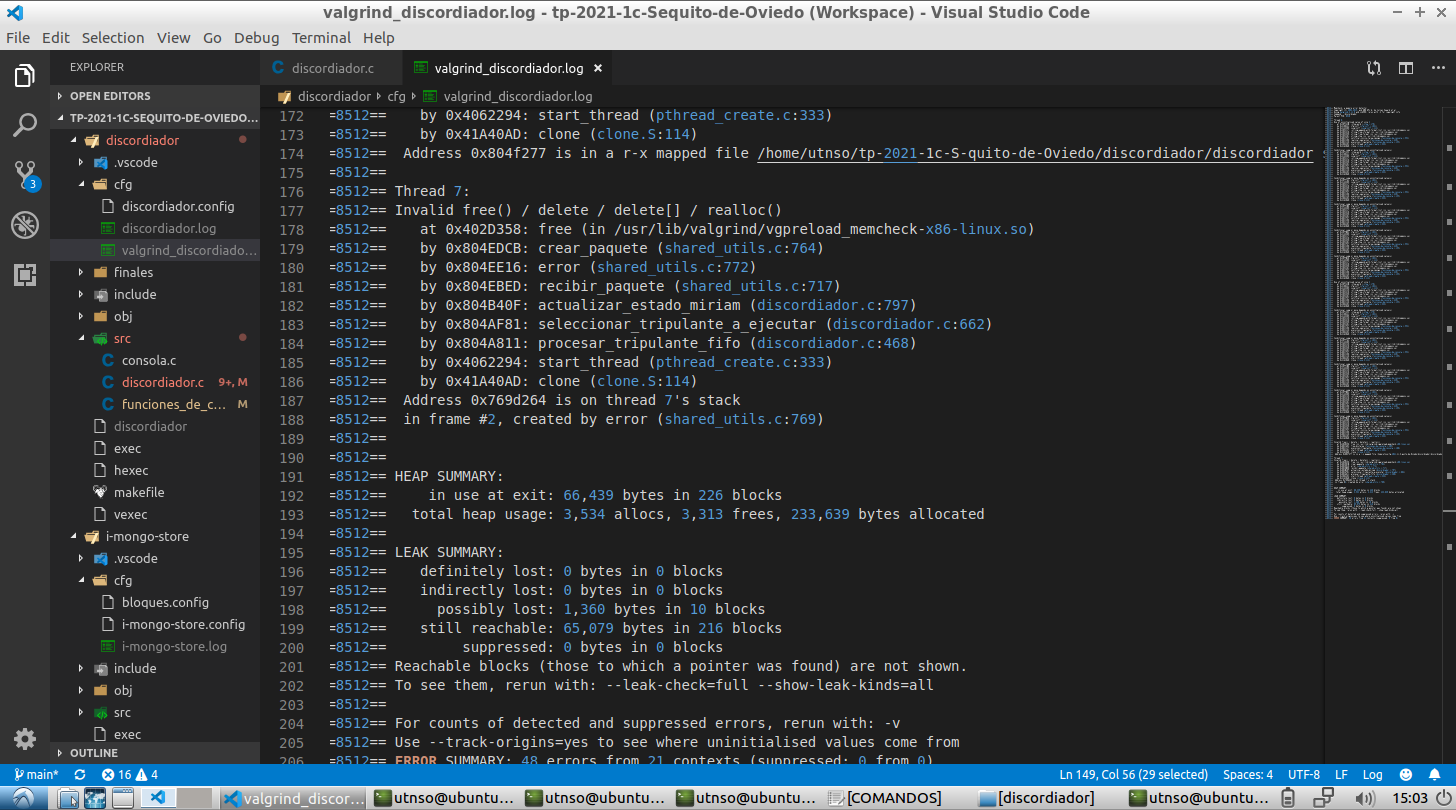 valgrind_discordiador.log - tp-2021-1c-Sequito-de-Oviedo (Workspace) - Visual Studio Code
File Edit Selection View Go Debug Terminal Help
EXPLORER
OPEN EDITORS
TP-2021-1C-SEQUITO-DE-OVIEDO...
discordiador
.vscode
cfg
discordiador.config
discordiador.log
valgrind_discordiado...
finales
include
obj
src
consola.c
discordiador.c 9+, M
funciones_de_c... M
discordiador
exec
hexec
makefile
vexec
i-mongo-store
.vscode
cfg
bloques.config
i-mongo-store.config
i-mongo-store.log
include
obj
src
exec
OUTLINE
3
discordiador.c valgrind_discordiador.log ×
discordiador cfg valgrind_discordiador.log
172 =8512== by 0x4062294: start_thread (pthread_create.c:333)
173 =8512== by 0x41A40AD: clone (clone.S:114)
174 =8512== Address 0x804f277 is in a r-x mapped file /home/utnso/tp-2021-1c-S-quito-de-Oviedo/discordiador/discordiador
175 =8512==
176 =8512== Thread 7:
177 =8512== Invalid free() / delete / delete[] / realloc()
178 =8512== at 0x402D358: free (in /usr/lib/valgrind/vgpreload_memcheck-x86-linux.so)
179 =8512== by 0x804EDCB: crear_paquete (shared_utils.c:764)
180 =8512== by 0x804EE16: error (shared_utils.c:772)
181 =8512== by 0x804EBED: recibir_paquete (shared_utils.c:717)
182 =8512== by 0x804B40F: actualizar_estado_miriam (discordiador.c:797)
183 =8512== by 0x804AF81: seleccionar_tripulante_a_ejecutar (discordiador.c:662)
184 =8512== by 0x804A811: procesar_tripulante_fifo (discordiador.c:468)
185 =8512== by 0x4062294: start_thread (pthread_create.c:333)
186 =8512== by 0x41A40AD: clone (clone.S:114)
187 =8512== Address 0x769d264 is on thread 7's stack
188 =8512== in frame #2, created by error (shared_utils.c:769)
189 =8512==
190 =8512==
191 =8512== HEAP SUMMARY:
192 =8512== in use at exit: 66,439 bytes in 226 blocks
193 =8512== total heap usage: 3,534 allocs, 3,313 frees, 233,639 bytes allocated
194 =8512==
195 =8512== LEAK SUMMARY:
196 =8512== definitely lost: 0 bytes in 0 blocks
197 =8512== indirectly lost: 0 bytes in 0 blocks
198 =8512== possibly lost: 1,360 bytes in 10 blocks
199 =8512== still reachable: 65,079 bytes in 216 blocks
200 =8512== suppressed: 0 bytes in 0 blocks
201 =8512== Reachable blocks (those to which a pointer was found) are not shown.
202 =8512== To see them, rerun with: --leak-check=full --show-leak-kinds=all
203 =8512==
204 =8512== For counts of detected and suppressed errors, rerun with: -v
205 =8512== Use --track-origins=yes to see where uninitialised values come from
206 =8512== ERROR SUMMARY: 48 errors from 21 contexts (suppressed: 0 from 0)
main* 16 4 Ln 149, Col 56 (29 selected) Spaces: 4 UTF-8 LF Log
valgrind_discor... utnso@ubuntu... utnso@ubuntu... utnso@ubuntu... [COMANDOS] [discordiador] utnso@ubuntu... 15:03